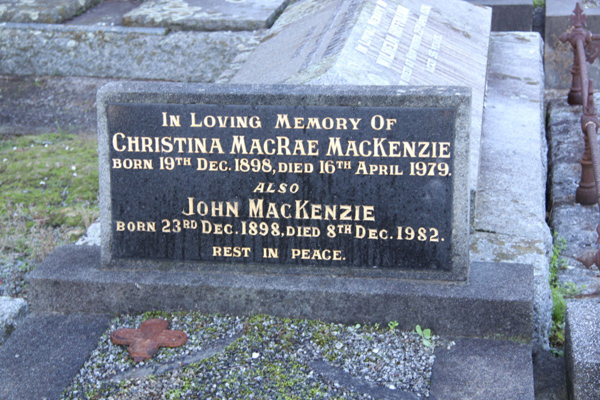 In Loving Memory Of
Christina MacRae MacKenzie
Born 19th Dec. 1898, Died 16th April 1979.
Also
John MacKenzie
Born 23rd Dec. 1898, Died 8th Dec. 1982.
Rest in Peace.